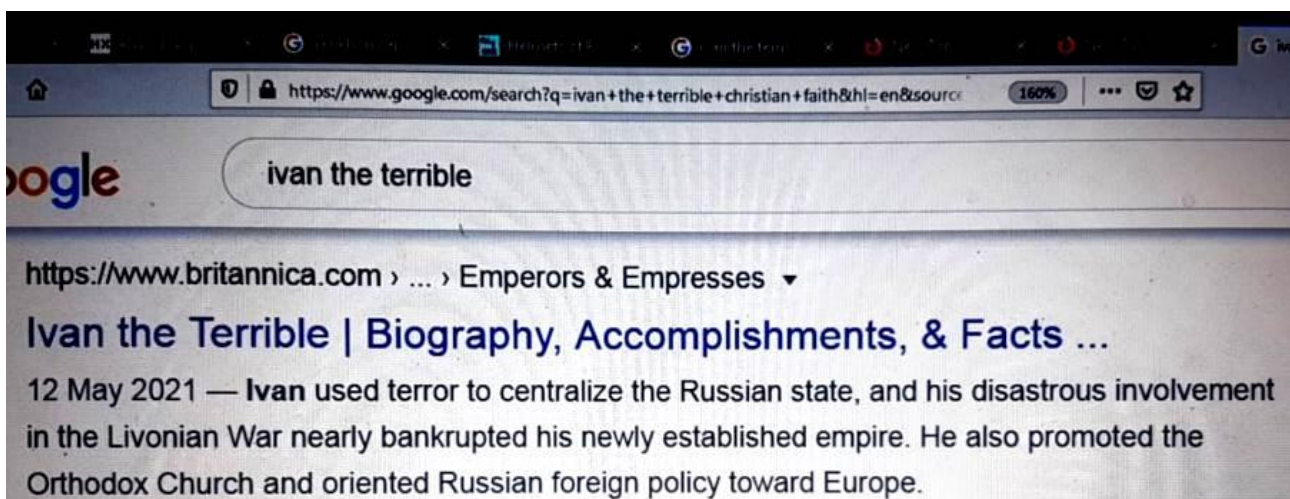 G
https://www.google.com/search?q=ivan+the+terrible+christian+faith&hl=en&source 160%
ogle
ivan the terrible
https://www.britannica.com › ... › Emperors & Empresses
Ivan the Terrible | Biography, Accomplishments, & Facts ...
12 May 2021 — Ivan used terror to centralize the Russian state, and his disastrous involvement
in the Livonian War nearly bankrupted his newly established empire. He also promoted the
Orthodox Church and oriented Russian foreign policy toward Europe.